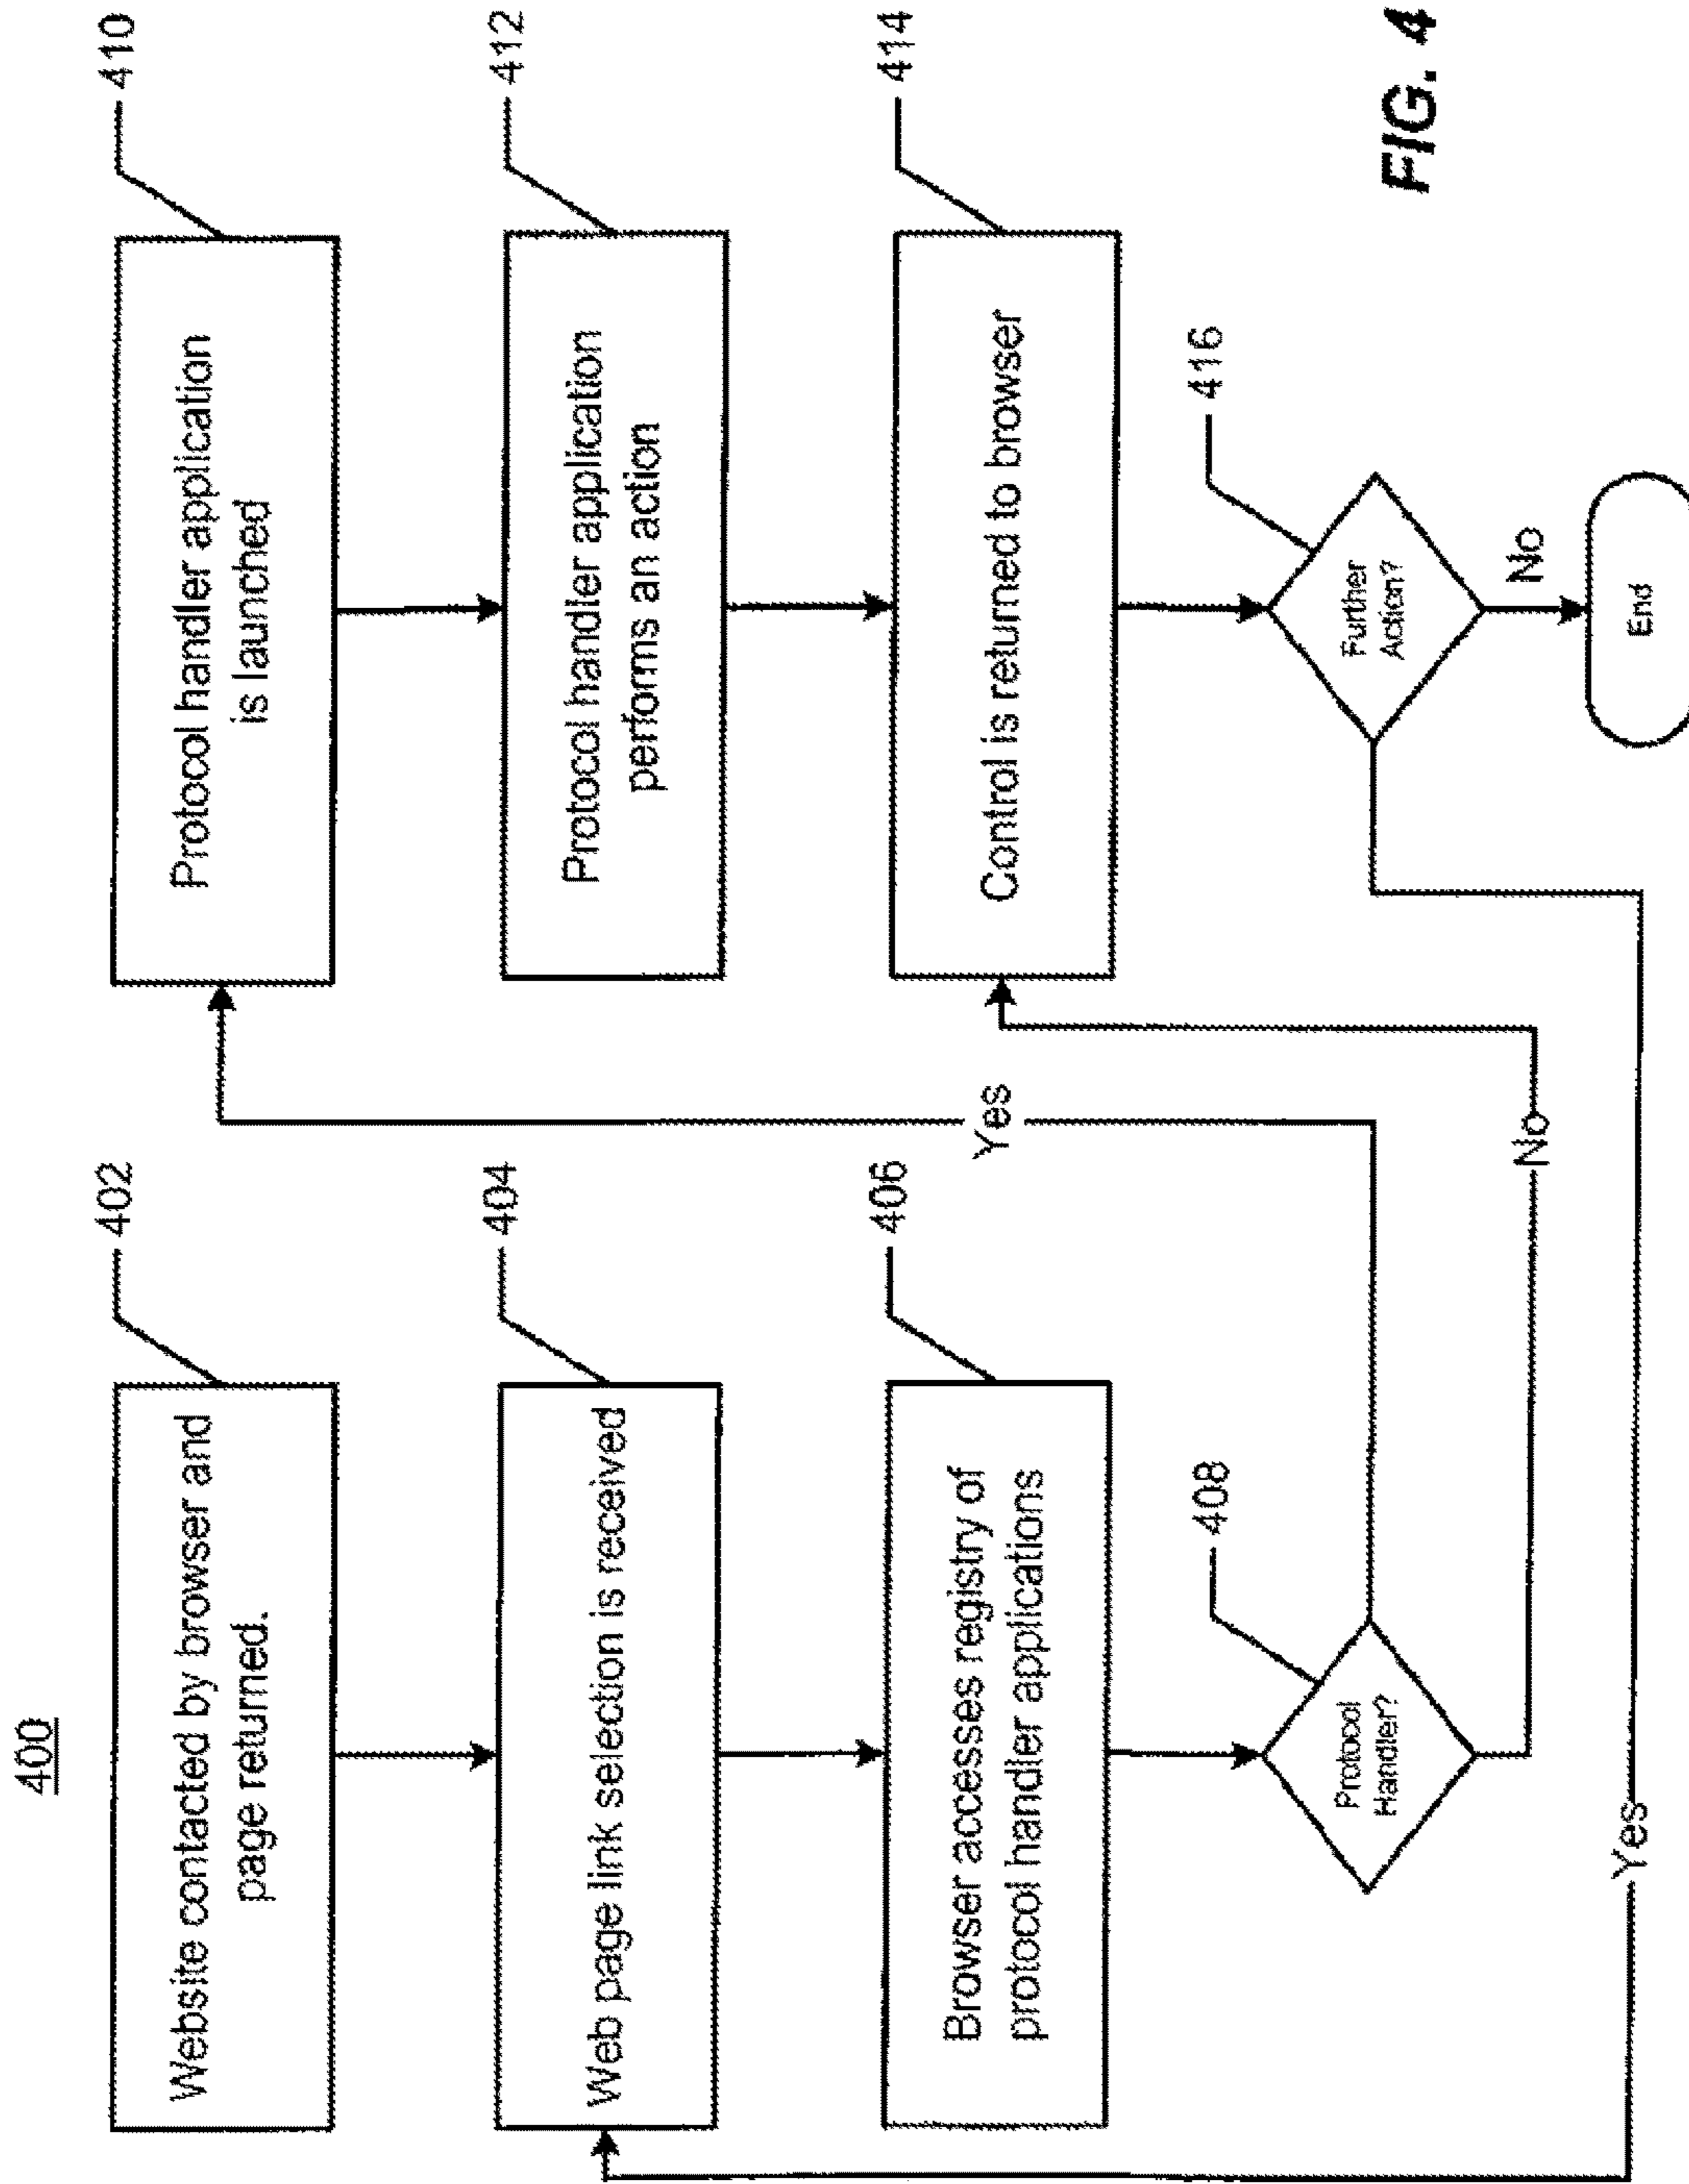 400
402
Website contacted by browser and
page returned.
404
Web page link selection is received
406
Browser accesses registry of
protocol handler applications
408
Protocol
Handler?
Yes
No
410
Protocol handler application
is launched
412
Protocol handler application
performs an action
414
Control is returned to browser
416
Further
Action?
No
End
Yes
FIG. 4